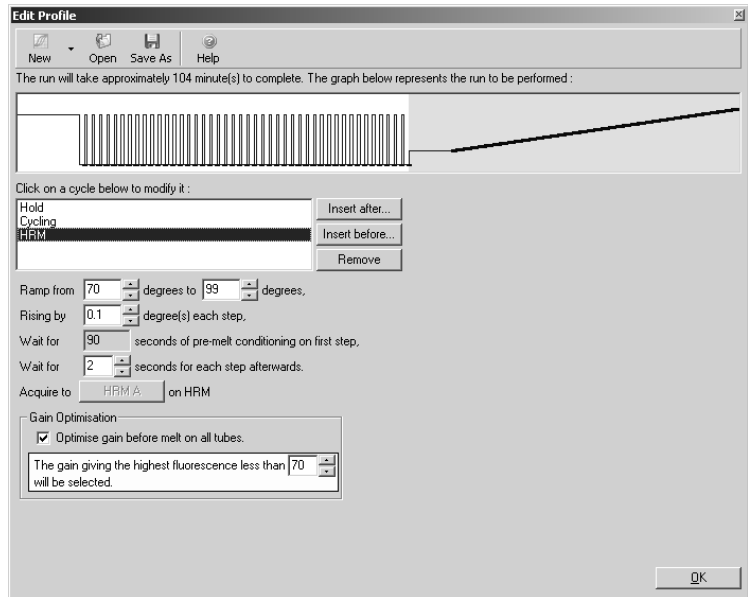 Edit Profile
New Open Save As Help
The run will take approximately 104 minute(s) to complete. The graph below represents the run to be performed :
Click on a cycle below to modify it :
Hold
Cycling
HRM
Insert after...
Insert before...
Remove
Ramp from 70 degrees to 99 degrees,
Rising by 0.1 degree(s) each step,
Wait for 90 seconds of pre-melt conditioning on first step,
Wait for 2 seconds for each step afterwards.
Acquire to HRM A on HRM
Gain Optimisation
Optimise gain before melt on all tubes.
The gain giving the highest fluorescence less than 70
will be selected.
OK